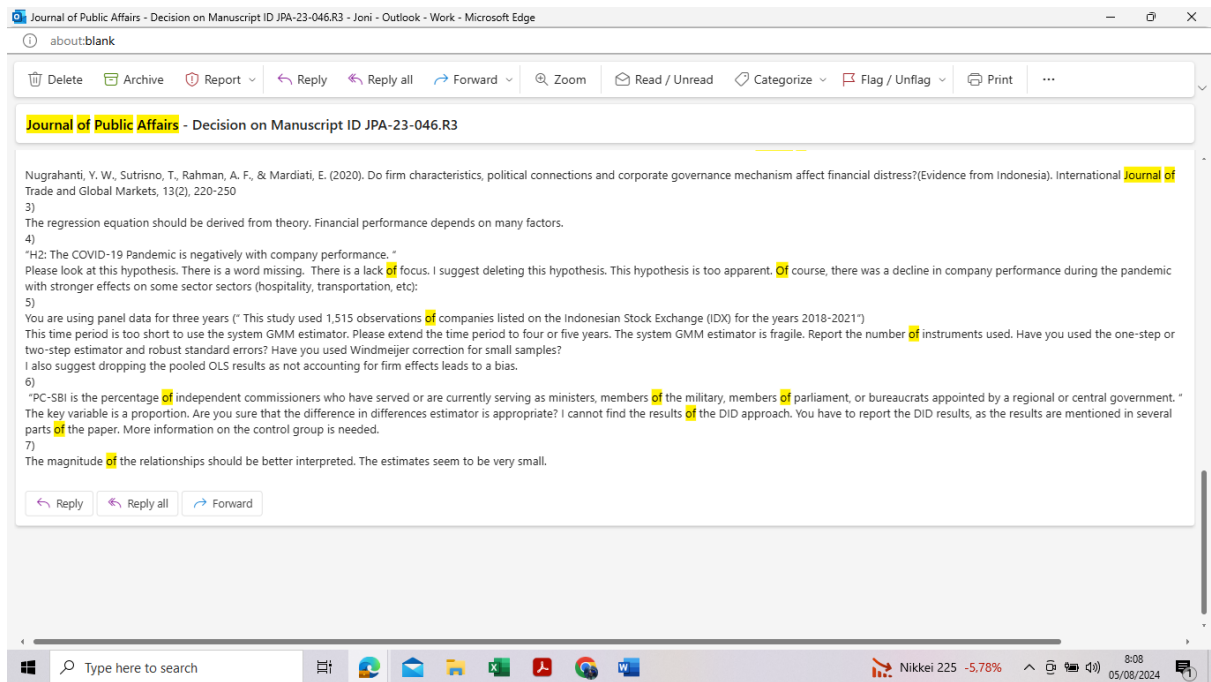 Journal of Public Affairs - Decision on Manuscript ID JPA-23-046.R3 - Joni - Outlook - Work - Microsoft Edge
about:blank
Delete Archive Report Reply Reply all Forward Zoom Read / Unread Categorize Flag / Unflag Print ...
Journal of Public Affairs - Decision on Manuscript ID JPA-23-046.R3
Nugrahanti, Y. W., Sutrisno, T., Rahman, A. F., & Mardiati, E. (2020). Do firm characteristics, political connections and corporate governance mechanism affect financial distress?(Evidence from Indonesia). International Journal of
Trade and Global Markets, 13(2), 220-250
3)
The regression equation should be derived from theory. Financial performance depends on many factors.
4)
"H2: The COVID-19 Pandemic is negatively with company performance. "
Please look at this hypothesis. There is a word missing.  There is a lack of focus. I suggest deleting this hypothesis. This hypothesis is too apparent. Of course, there was a decline in company performance during the pandemic
with stronger effects on some sector sectors (hospitality, transportation, etc):
5)
You are using panel data for three years (" This study used 1,515 observations of companies listed on the Indonesian Stock Exchange (IDX) for the years 2018-2021")
This time period is too short to use the system GMM estimator. Please extend the time period to four or five years. The system GMM estimator is fragile. Report the number of instruments used. Have you used the one-step or
two-step estimator and robust standard errors? Have you used Windmeijer correction for small samples?
I also suggest dropping the pooled OLS results as not accounting for firm effects leads to a bias.
6)
"PC-SBI is the percentage of independent commissioners who have served or are currently serving as ministers, members of the military, members of parliament, or bureaucrats appointed by a regional or central government. "
The key variable is a proportion. Are you sure that the difference in differences estimator is appropriate? I cannot find the results of the DID approach. You have to report the DID results, as the results are mentioned in several
parts of the paper. More information on the control group is needed.
7)
The magnitude of the relationships should be better interpreted. The estimates seem to be very small.
Reply Reply all Forward
Type here to search
Nikkei 225 -5,78%
8:08
05/08/2024